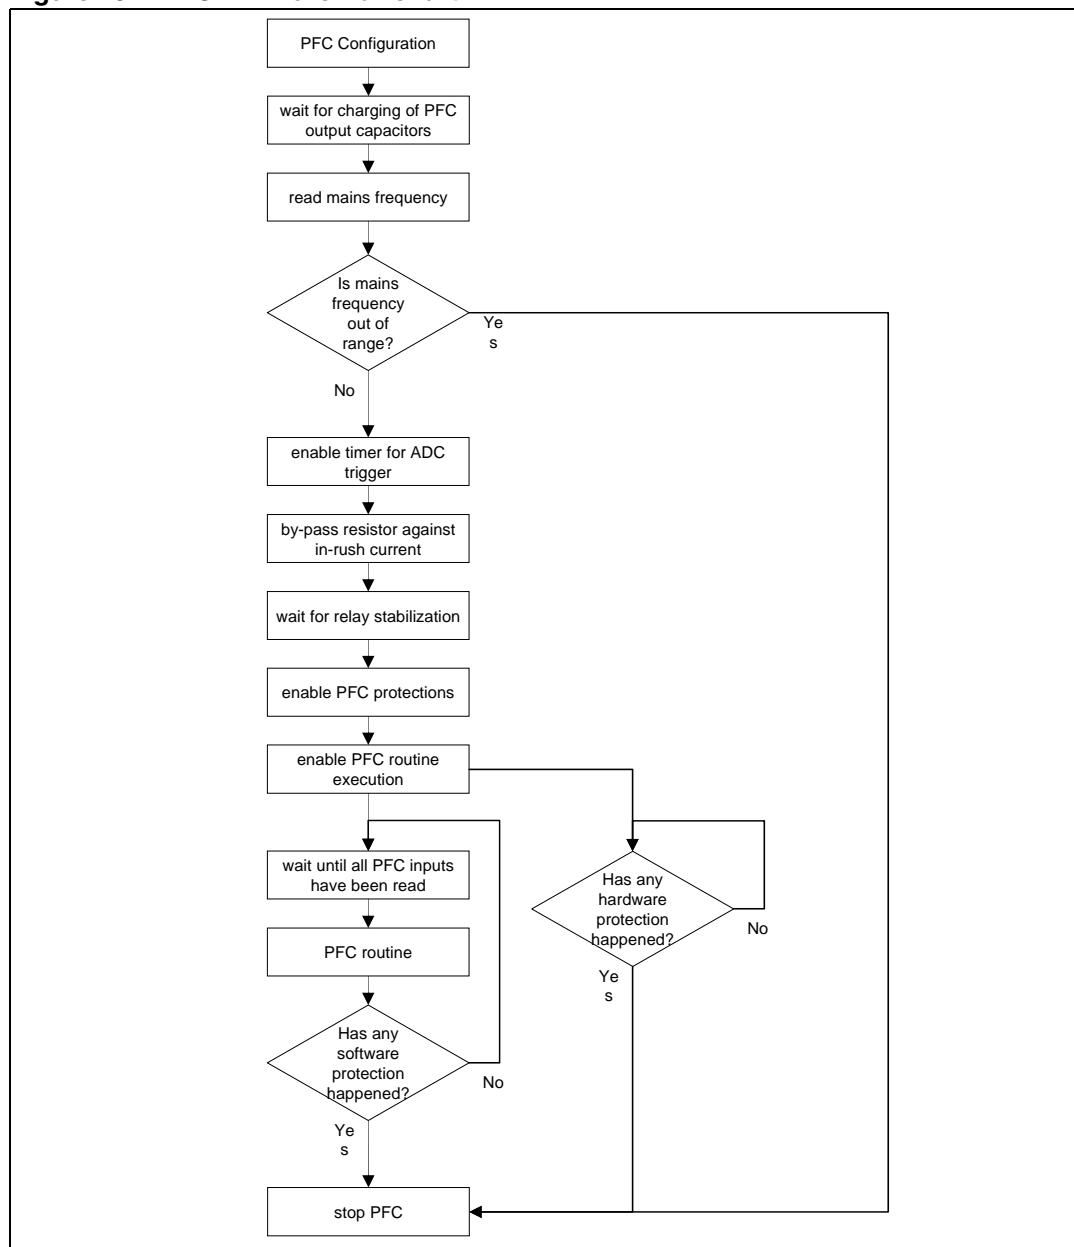 PFC Configuration
wait for charging of PFC
output capacitors
read mains frequency
Is mains
frequency
out of
range?
Ye
s
No
enable timer for ADC
trigger
by-pass resistor against
in-rush current
wait for relay stabilization
enable PFC protections
enable PFC routine
execution
wait until all PFC inputs
have been read
Has any
hardware
protection
happened?
No
PFC routine
Ye
s
Has any
software
protection
happened?
No
Ye
s
stop PFC